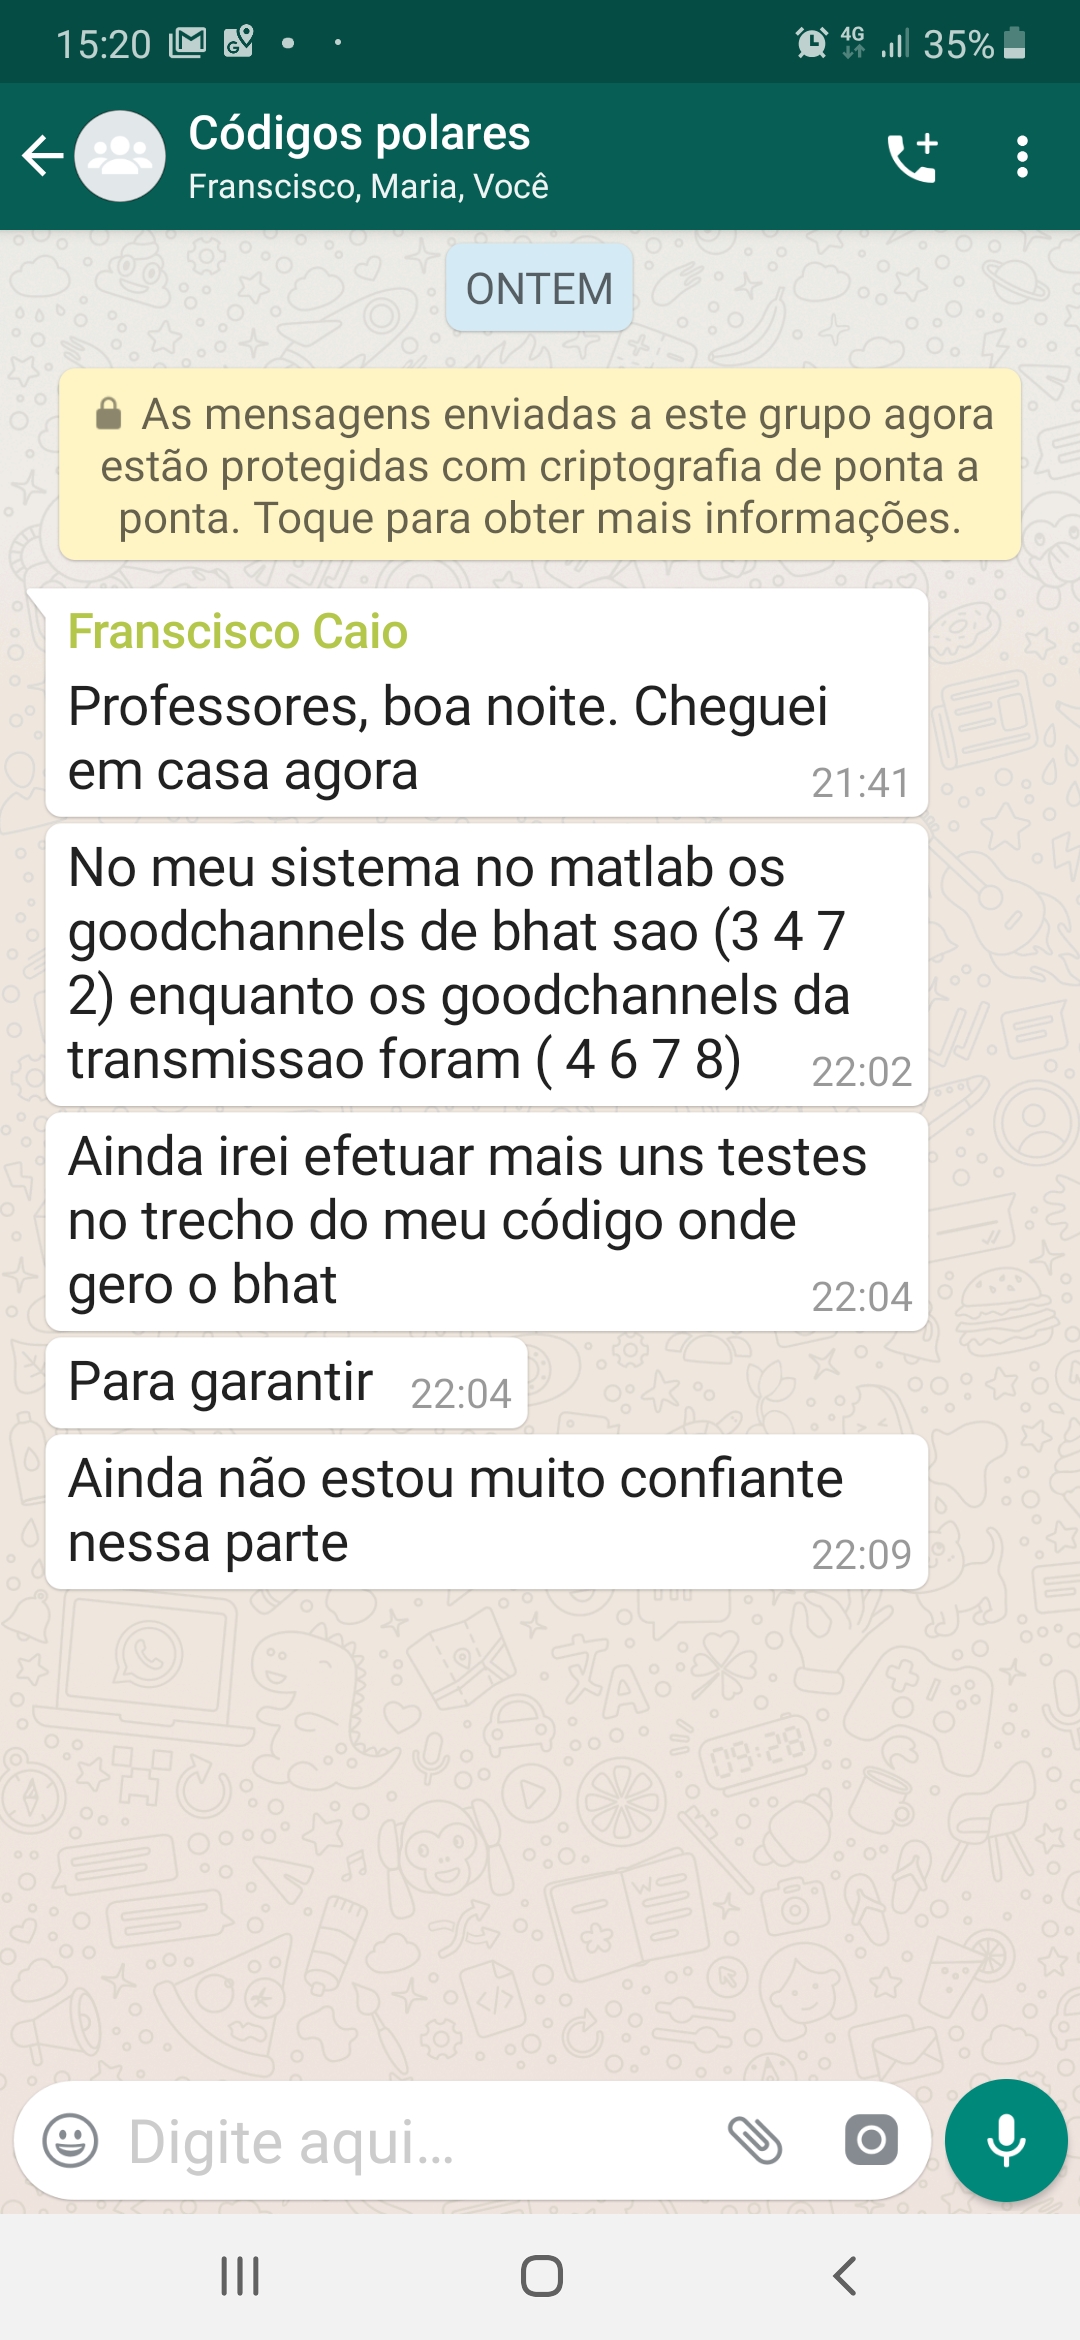 15:20 4G 35%
Códigos polares
Franscisco, Maria, Você
ONTEM
As mensagens enviadas a este grupo agora
estão protegidas com criptografia de ponta a
ponta. Toque para obter mais informações.
Franscisco Caio
Professores, boa noite. Cheguei
em casa agora 21:41
No meu sistema no matlab os
goodchannels de bhat sao (3 4 7
2) enquanto os goodchannels da
transmissao foram ( 4 6 7 8) 22:02
Ainda irei efetuar mais uns testes
no trecho do meu código onde
gero o bhat 22:04
Para garantir 22:04
Ainda não estou muito confiante
nessa parte 22:09
09:28
Digite aqui...